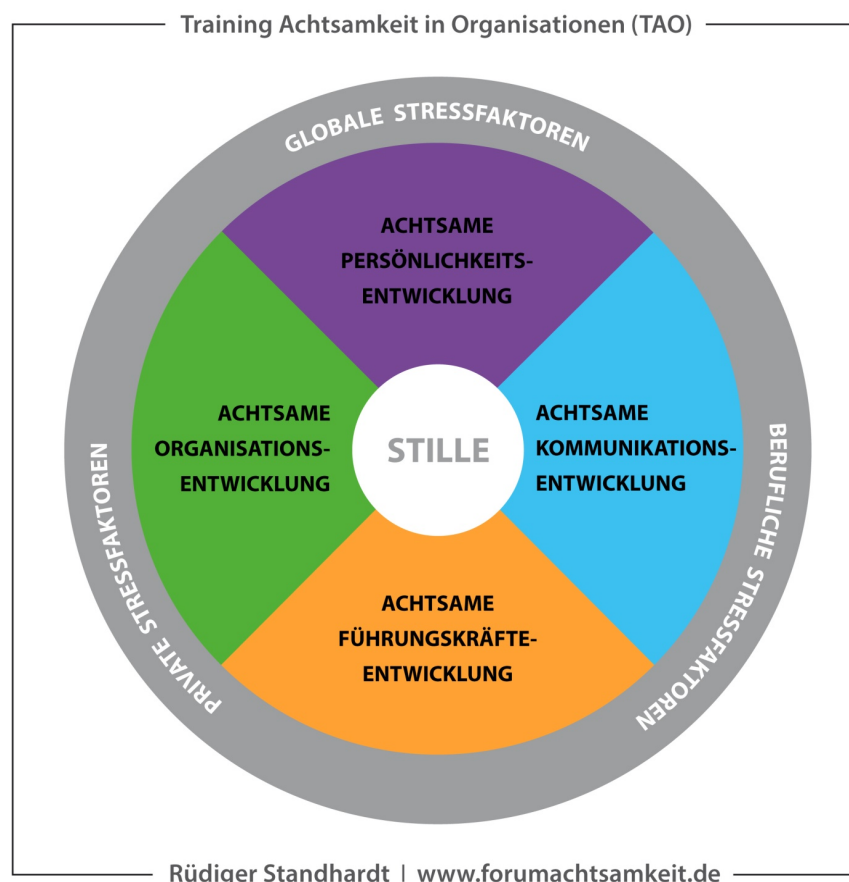 Training Achtsamkeit in Organisationen (TAO)
GLOBALE STRESSFAKTOREN
ACHTSAME
PERSÖNLICHKEITS-
ENTWICKLUNG
ACHTSAME
ORGANISATIONS-
ENTWICKLUNG
STILLE
ACHTSAME
KOMMUNIKATIONS-
ENTWICKLUNG
ACHTSAME
FÜHRUNGSKRÄFTE-
ENTWICKLUNG
PRIVATE STRESSFAKTOREN
BERUFLICHE STRESSFAKTOREN
Rüdiger Standhardt | www.forumachtsamkeit.de